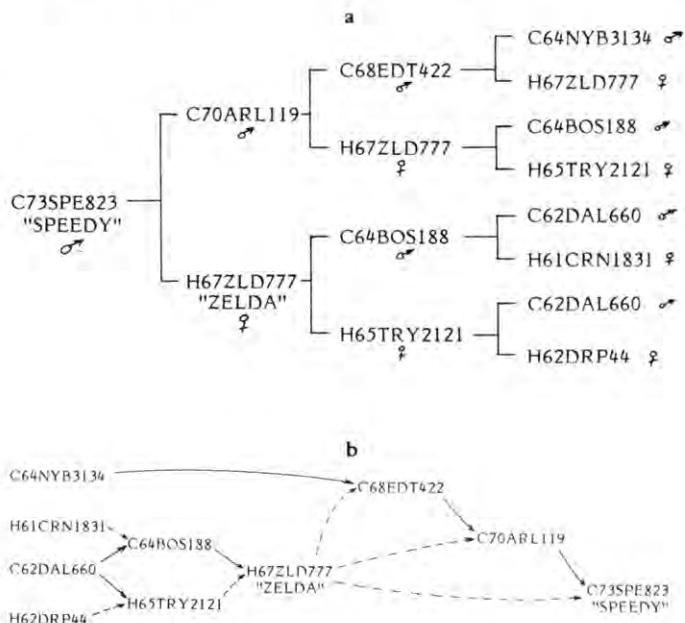 a
C64NYB3134 ♂
C68EDT422
♂
H67ZLD777 ♀
C70ARL119
♂
C64BOS188 ♂
H67ZLD777
♀
H65TRY2121 ♀
C73SPE823
"SPEEDY"
♂
C62DAL660 ♂
C64BOS188
♂
H61CRN1831 ♀
H67ZLD777
"ZELDA"
♀
C62DAL660 ♂
H65TRY2121
♀
H62DRP44 ♀
b
C64NYB3134
C68EDT422
H61CRN1831
C64BOS188
C70ARL119
C62DAL660
H67ZLD777
"ZELDA"
C73SPE823
"SPEEDY"
H65TRY2121
H62DRP44